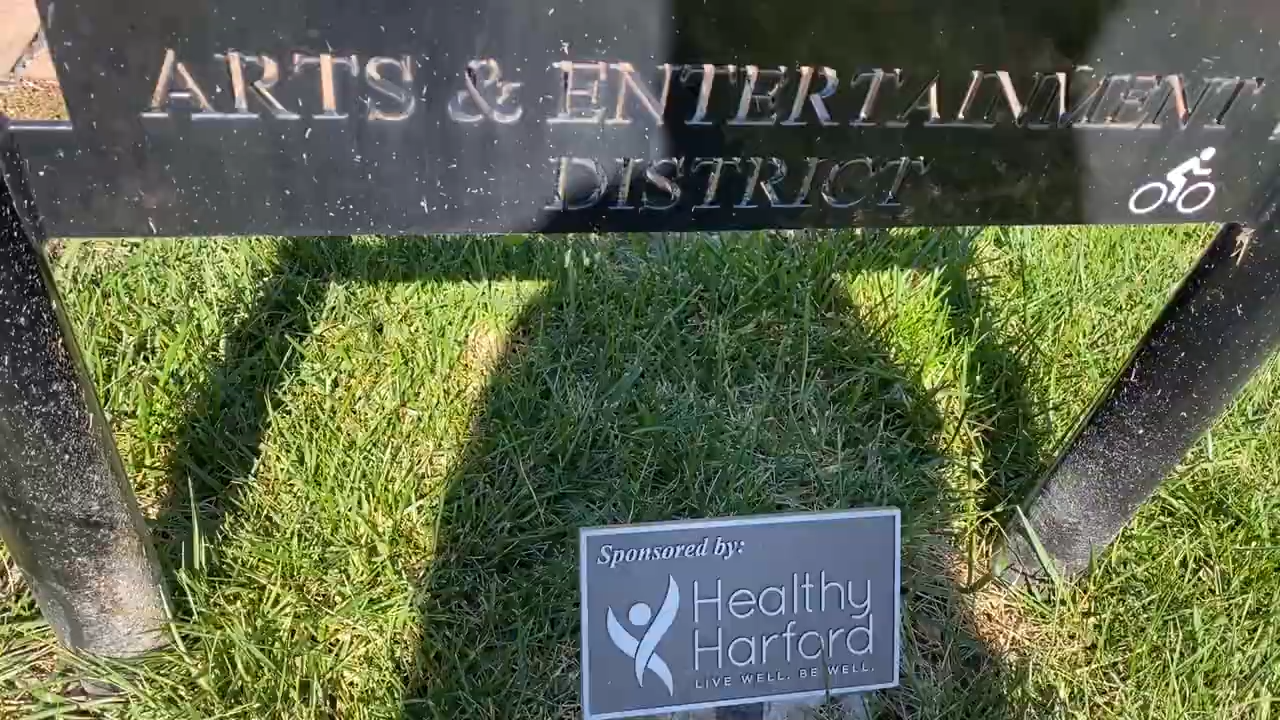 ARTS & ENTERTAINMENT
DISTRICT
Sponsored by:
Healthy
Harford
LIVE WELL. BE WELL.